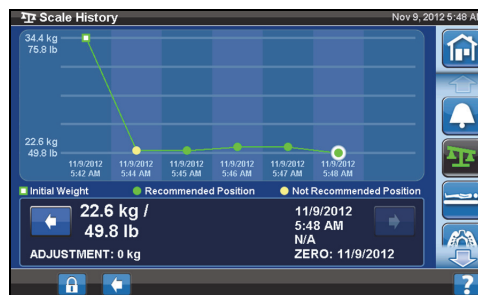 Scale History
Nov 9, 2012 5:48 AM
34.4 kg
75.8 lb
22.6 kg
49.8 lb
11/9/2012 11/9/2012 11/9/2012 11/9/2012 11/9/2012 11/9/2012
5:42 AM 5:44 AM 5:45 AM 5:46 AM 5:47 AM 5:48 AM
Initial Weight Recommended Position Not Recommended Position
22.6 kg /
49.8 lb
ADJUSTMENT: 0 kg
11/9/2012
5:48 AM
N/A
ZERO: 11/9/2012
?